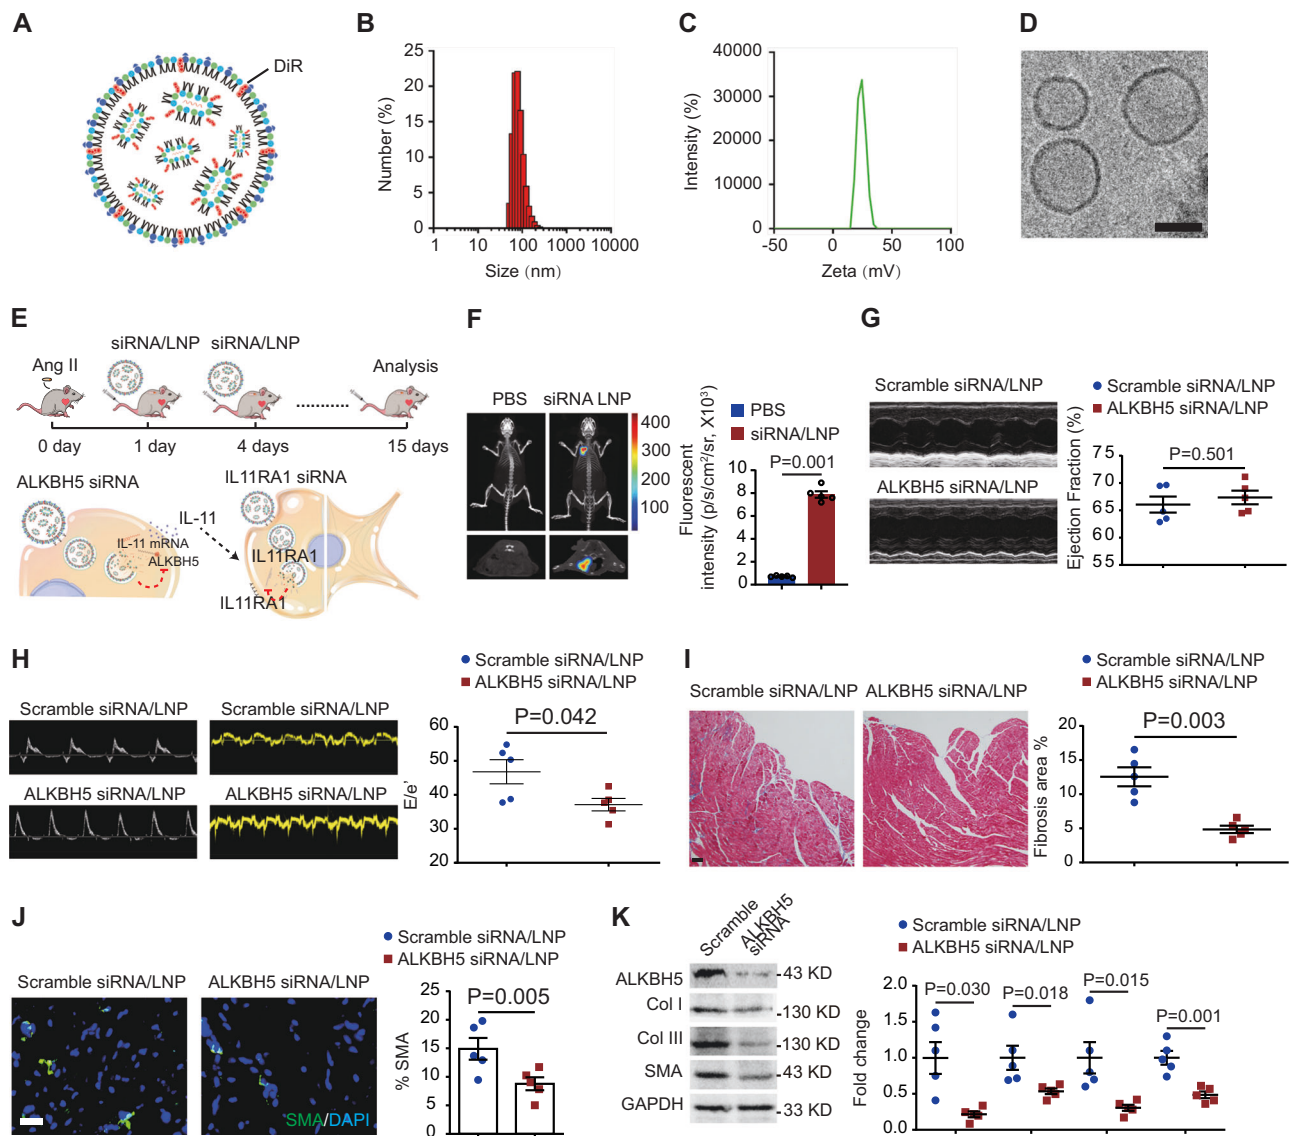 A
DiR
B
25
20
15
10
5
0
Number (%)
1
10
100
1000
10000
Size (nm)
C
40000
30000
20000
10000
0
Intensity (%)
-50
0
50
100
Zeta (mV)
D
E
siRNA/LNP
siRNA/LNP
Ang II
Analysis
0 day
1 day
4 days
15 days
ALKBH5 siRNA
IL11RA1 siRNA
IL-11
IL-11 mRNA
ALKBH5
IL11RA1
IL11RA1
F
PBS
siRNA LNP
400
300
200
100
PBS
siRNA/LNP
P=0.001
10
8
6
4
2
0
Fluorescent
intensity (p/s/cm²/sr, X10³)
G
Scramble siRNA/LNP
ALKBH5 siRNA/LNP
Scramble siRNA/LNP
ALKBH5 siRNA/LNP
P=0.501
75
70
65
60
55
Ejection Fraction (%)
H
Scramble siRNA/LNP
Scramble siRNA/LNP
ALKBH5 siRNA/LNP
ALKBH5 siRNA/LNP
Scramble siRNA/LNP
ALKBH5 siRNA/LNP
P=0.042
60
50
40
30
20
E/e'
I
Scramble siRNA/LNP
ALKBH5 siRNA/LNP
Scramble siRNA/LNP
ALKBH5 siRNA/LNP
P=0.003
20
15
10
5
0
Fibrosis area %
J
Scramble siRNA/LNP
ALKBH5 siRNA/LNP
SMA/DAPI
Scramble siRNA/LNP
ALKBH5 siRNA/LNP
P=0.005
25
20
15
10
5
0
% SMA
K
Scramble
ALKBH5
siRNA
ALKBH5
43 KD
Col I
130 KD
Col III
130 KD
SMA
43 KD
GAPDH
33 KD
Scramble siRNA/LNP
ALKBH5 siRNA/LNP
P=0.030
P=0.018
P=0.015
P=0.001
2.0
1.5
1.0
0.5
0
Fold change